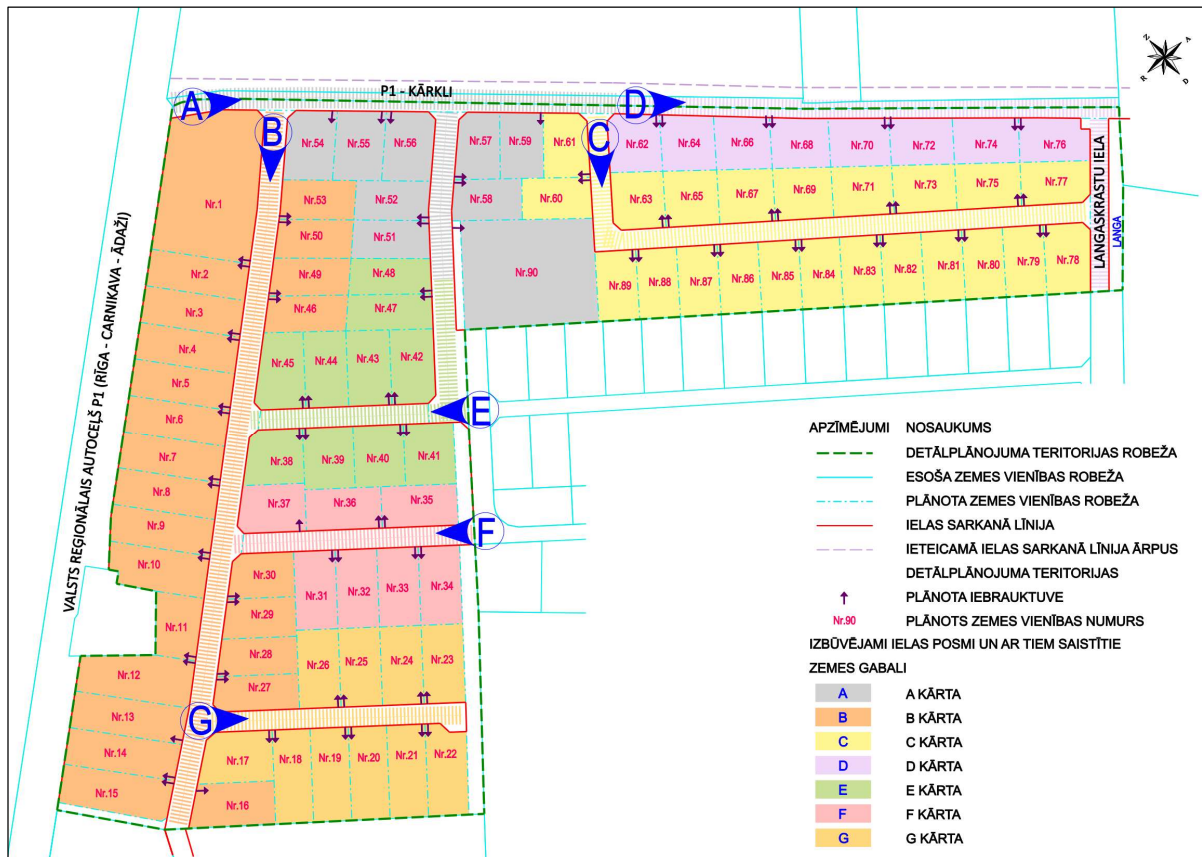 P1 - KĀRKLI
A
B
C
D
E
F
G
Z
A
D
R
VALSTS REĢIONĀLAIS AUTOCEĻŠ P1 (RĪGA - CARNIKAVA - ĀDAŽI)
LANGASKRASTU IELA
LANGA
Nr.1
Nr.2
Nr.3
Nr.4
Nr.5
Nr.6
Nr.7
Nr.8
Nr.9
Nr.10
Nr.11
Nr.12
Nr.13
Nr.14
Nr.15
Nr.16
Nr.17
Nr.18
Nr.19
Nr.20
Nr.21
Nr.22
Nr.23
Nr.24
Nr.25
Nr.26
Nr.27
Nr.28
Nr.29
Nr.30
Nr.31
Nr.32
Nr.33
Nr.34
Nr.35
Nr.36
Nr.37
Nr.38
Nr.39
Nr.40
Nr.41
Nr.42
Nr.43
Nr.44
Nr.45
Nr.46
Nr.47
Nr.48
Nr.49
Nr.50
Nr.51
Nr.52
Nr.53
Nr.54
Nr.55
Nr.56
Nr.57
Nr.58
Nr.59
Nr.60
Nr.61
Nr.62
Nr.63
Nr.64
Nr.65
Nr.66
Nr.67
Nr.68
Nr.69
Nr.70
Nr.71
Nr.72
Nr.73
Nr.74
Nr.75
Nr.76
Nr.77
Nr.78
Nr.79
Nr.80
Nr.81
Nr.82
Nr.83
Nr.84
Nr.85
Nr.86
Nr.87
Nr.88
Nr.89
Nr.90
APZĪMĒJUMI NOSAUKUMS
DETĀLPLĀNOJUMA TERITORIJAS ROBEŽA
ESOŠA ZEMES VIENĪBAS ROBEŽA
PLĀNOTA ZEMES VIENĪBAS ROBEŽA
IELAS SARKANĀ LĪNIJA
IETEICAMĀ IELAS SARKANĀ LĪNIJA ĀRPUS
DETĀLPLĀNOJUMA TERITORIJAS
PLĀNOTA IEBRAUKTUVE
Nr.90 PLĀNOTS ZEMES VIENĪBAS NUMURS
IZBŪVĒJAMI IELAS POSMI UN AR TIEM SAISTĪTIE
ZEMES GABALI
A A KĀRTA
B B KĀRTA
C C KĀRTA
D D KĀRTA
E E KĀRTA
F F KĀRTA
G G KĀRTA